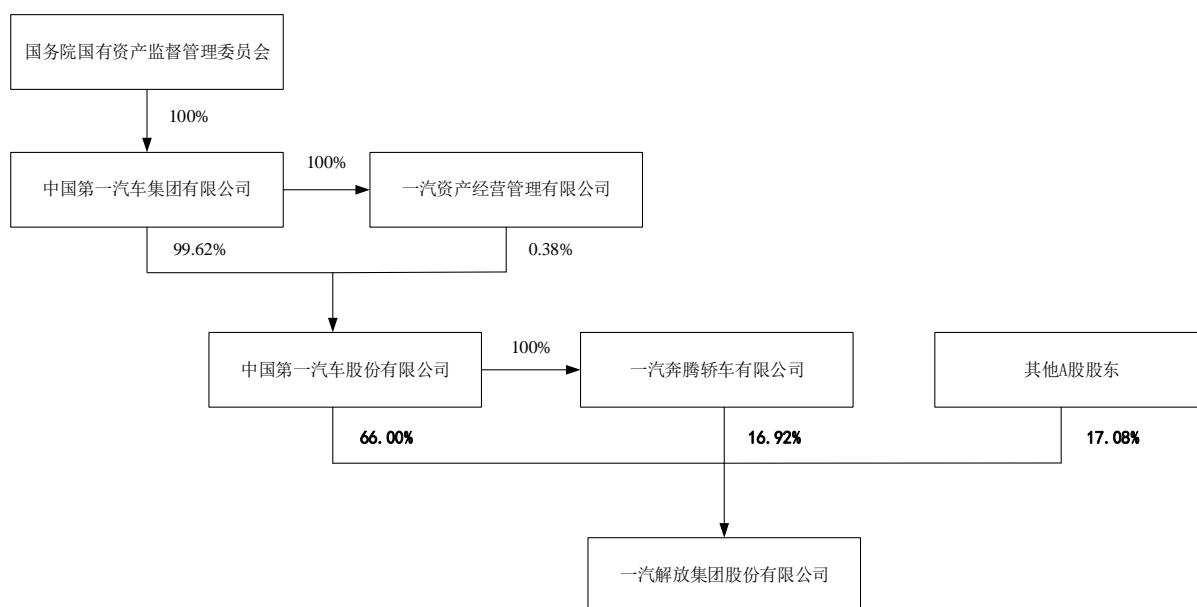 国务院国有资产监督管理委员会
100%
中国第一汽车集团有限公司
100%
一汽资产经营管理有限公司
99.62%
0.38%
中国第一汽车股份有限公司
100%
一汽奔腾轿车有限公司
其他A股股东
66.00%
16.92%
17.08%
一汽解放集团股份有限公司